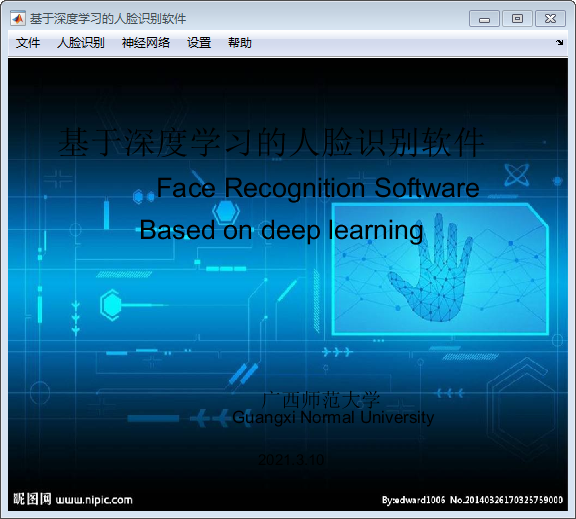 基于深度学习的人脸识别软件
文件 人脸识别 神经网络 设置 帮助
基于深度学习的人脸识别软件
Face Recognition Software
Based on deep learning
广西师范大学
Guangxi Normal University
2021.3.10
昵图网 www.nipic.com
By:edward1006 No.20140326170325759000